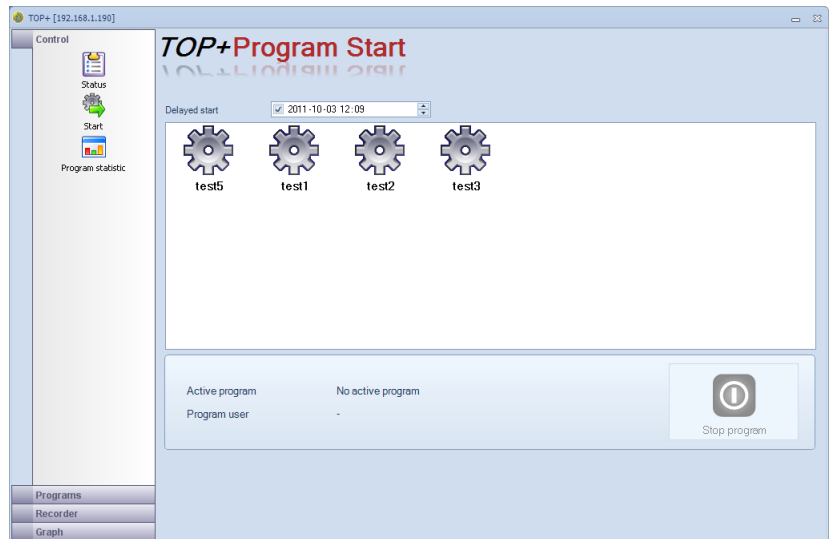 TOP+ [192.168.1.190]
Control
Status
Start
Program statistic
Programs
Recorder
Graph
TOP+Program Start
Delayed start
2011-10-03 12:09
test5
test1
test2
test3
Active program
No active program
Program user
-
Stop program